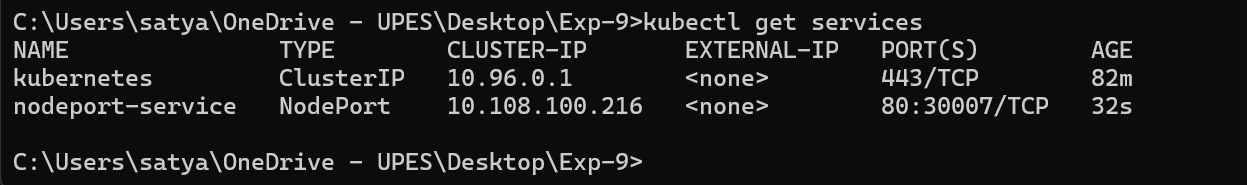 C:\Users\satya\OneDrive - UPES\Desktop\Exp-9>kubectl get services
NAME               TYPE        CLUSTER-IP       EXTERNAL-IP   PORT(S)        AGE
kubernetes         ClusterIP   10.96.0.1        <none>        443/TCP        82m
nodeport-service   NodePort    10.108.100.216   <none>        80:30007/TCP   32s
C:\Users\satya\OneDrive - UPES\Desktop\Exp-9>